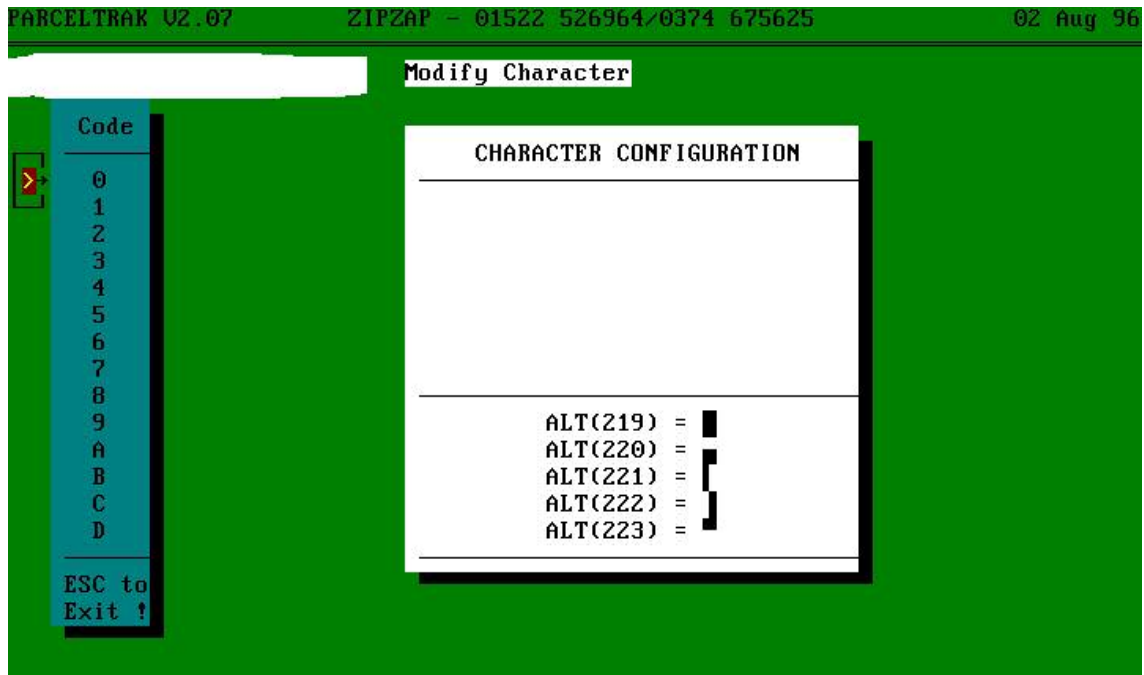 PARCELTRAK V2.07 ZIPZAP - 01522 526964/0374 675625 02 Aug 96
Modify Character
Code
0
1
2
3
4
5
6
7
8
9
A
B
C
D
ESC to
Exit !
CHARACTER CONFIGURATION
ALT(219) = █
ALT(220) = ▄
ALT(221) = ▌
ALT(222) = ▐
ALT(223) = ▀